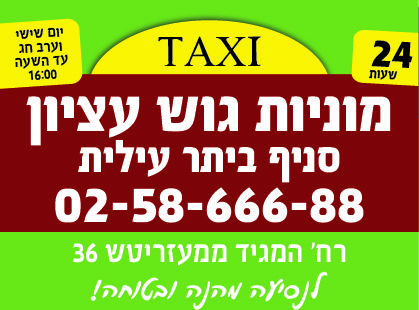 יום שישי
וערב חג
עד השעה
16:00
TAXI
24
שעות
מוניות גוש עציון
סניף ביתר עילית
02-58-666-88
רח' המגיד ממעזריטש 36
לנסיעה מהנה ובטוחה!